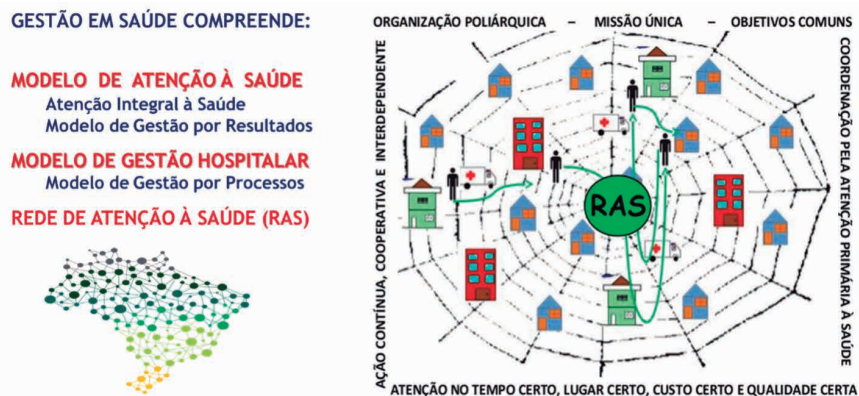 GESTÃO EM SAÚDE COMPREENDE:
MODELO DE ATENÇÃO À SAÚDE
Atenção Integral à Saúde
Modelo de Gestão por Resultados
MODELO DE GESTÃO HOSPITALAR
Modelo de Gestão por Processos
REDE DE ATENÇÃO À SAÚDE (RAS)
ORGANIZAÇÃO POLIÁRQUICA – MISSÃO ÚNICA – OBJETIVOS COMUNS
AÇÃO CONTÍNUA, COOPERATIVA E INTERDEPENDENTE
RAS
COORDENAÇÃO PELA ATENÇÃO PRIMÁRIA À SAÚDE
ATENÇÃO NO TEMPO CERTO, LUGAR CERTO, CUSTO CERTO E QUALIDADE CERTA